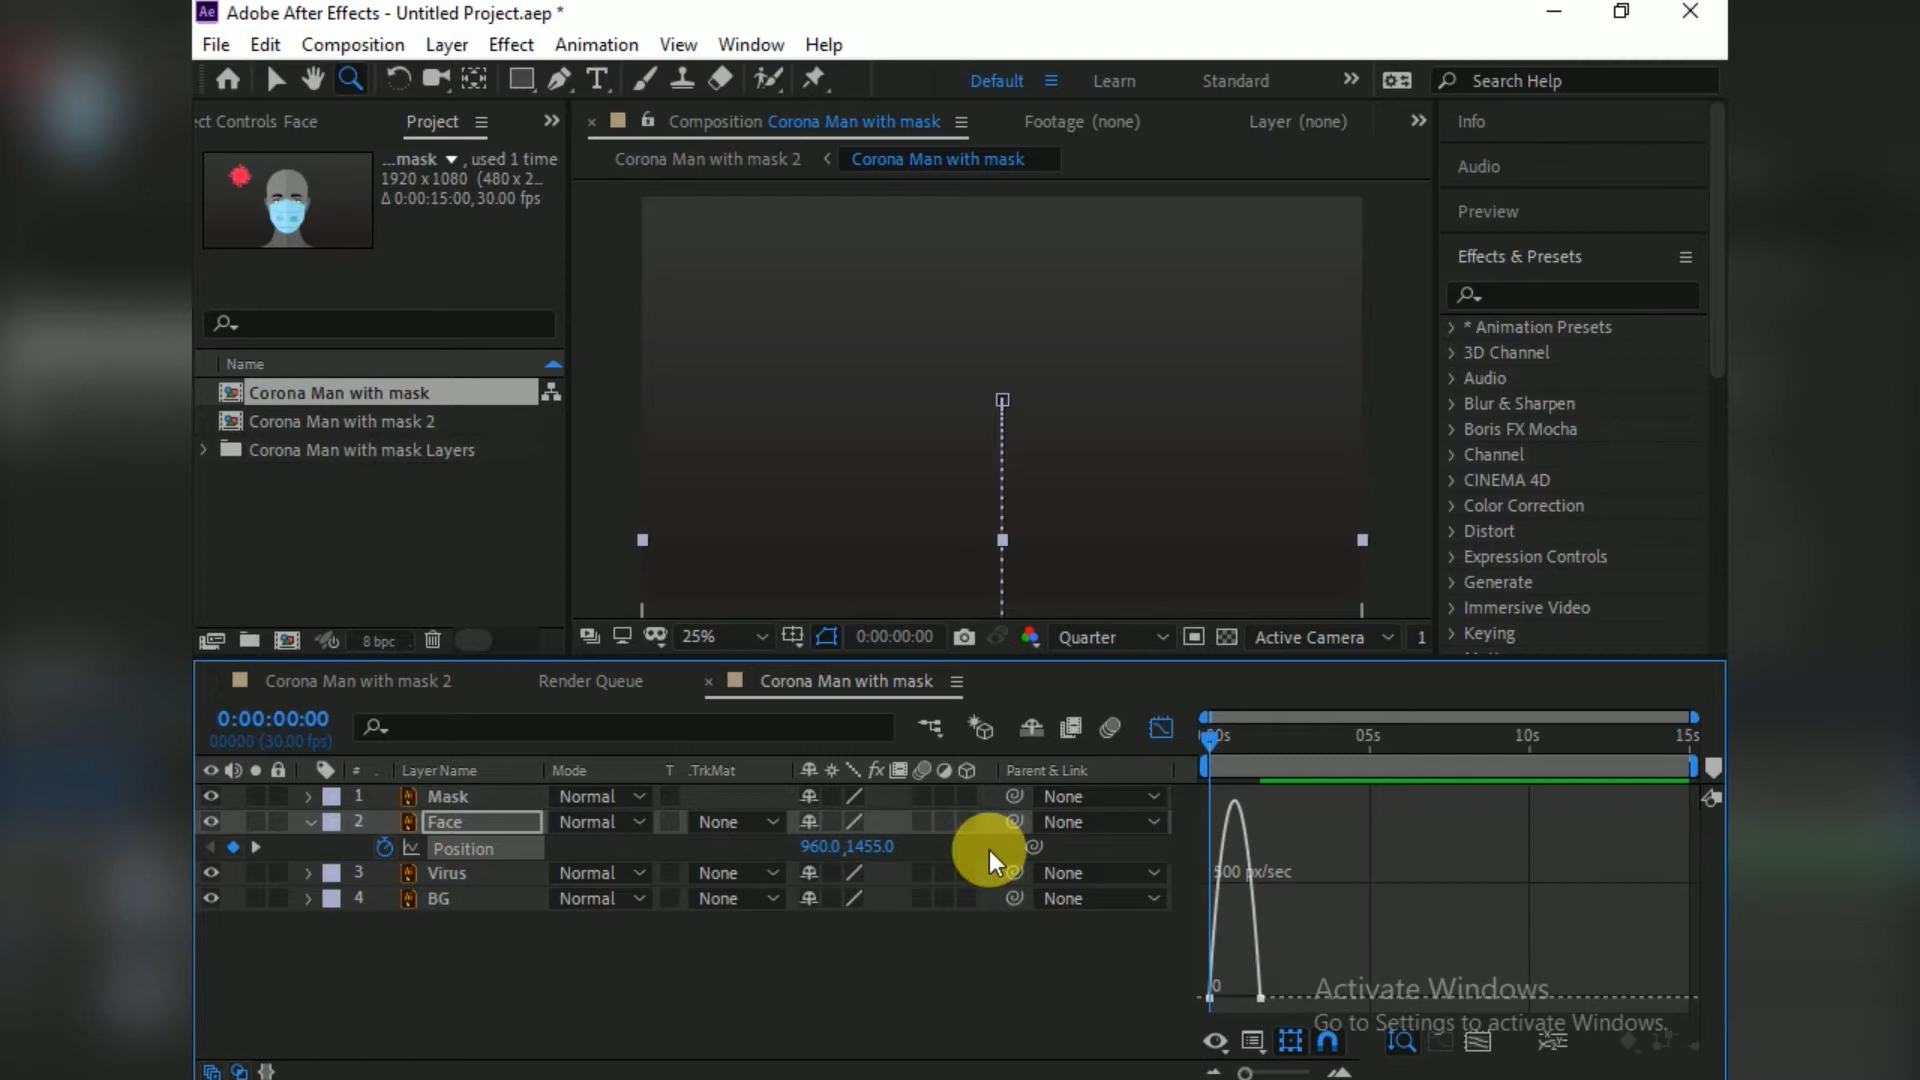 Ae Adobe After Effects - Untitled Project.aep *
File Edit Composition Layer Effect Animation View Window Help
Default Learn Standard Search Help
ect Controls Face Project
Composition Corona Man with mask Footage (none) Layer (none)
Info
Corona Man with mask 2 Corona Man with mask
...mask , used 1 time
1920 x 1080 (480 x 2...
Δ 0:00:15:00, 30.00 fps
Audio
Preview
Effects & Presets
* Animation Presets
3D Channel
Audio
Blur & Sharpen
Boris FX Mocha
Channel
CINEMA 4D
Color Correction
Distort
Expression Controls
Generate
Immersive Video
Keying
Name
Corona Man with mask
Corona Man with mask 2
Corona Man with mask Layers
8 bpc
25% 0:00:00:00 Quarter Active Camera 1
Corona Man with mask 2 Render Queue Corona Man with mask
0:00:00:00
00000 (30.00 fps)
05s 10s 15s
# Layer Name Mode T .TrkMat fx Parent & Link
1 Mask Normal None
2 Face Normal None None
Position 960.0,1455.0
3 Virus Normal None None
4 BG Normal None None
500 px/sec
0
Activate Windows
Go to Settings to activate Windows.